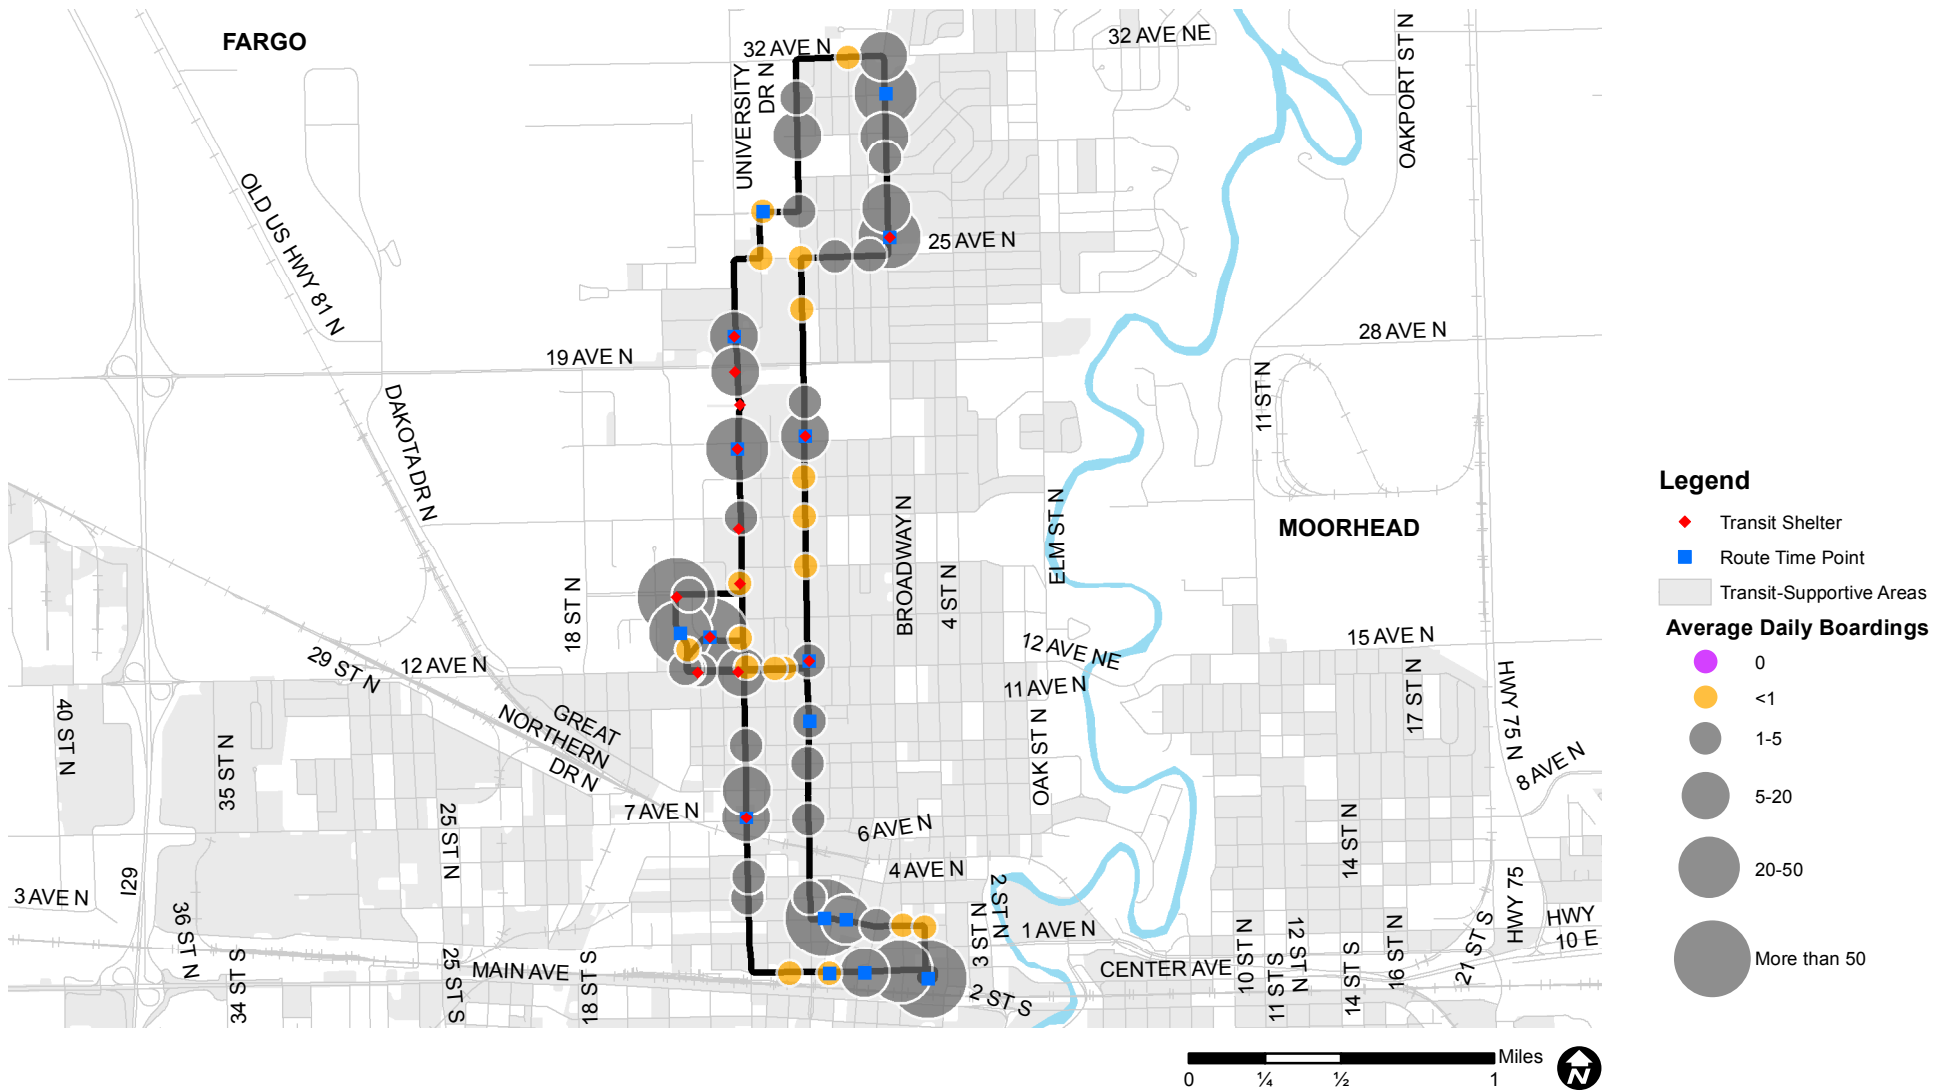 FARGO
32 AVE N
32 AVE NE
UNIVERSITY
DR N
OAKPORT ST N
OLD US HWY 81 N
25 AVE N
19 AVE N
28 AVE N
DAKOTA DR N
11 ST N
BROADWAY N
4 ST N
ELM ST N
MOORHEAD
18 ST N
12 AVE N
29 ST N
12 AVE NE
11 AVE N
15 AVE N
17 ST N
HWY 75 N
8 AVE N
40 ST N
35 ST N
GREAT
NORTHERN
DR N
OAK ST N
25 ST N
7 AVE N
6 AVE N
4 AVE N
14 ST N
3 AVE N
I29
36 ST N
34 ST S
25 ST S
MAIN AVE
18 ST S
2 ST N
3 ST N
1 AVE N
2 ST S
CENTER AVE
10 ST N
11 ST S
12 ST N
14 ST S
16 ST N
21 ST S
HWY 75
HWY
10 E
Legend
Transit Shelter
Route Time Point
Transit-Supportive Areas
Average Daily Boardings
0
<1
1-5
5-20
20-50
More than 50
Miles
0 ¼ ½ 1
N